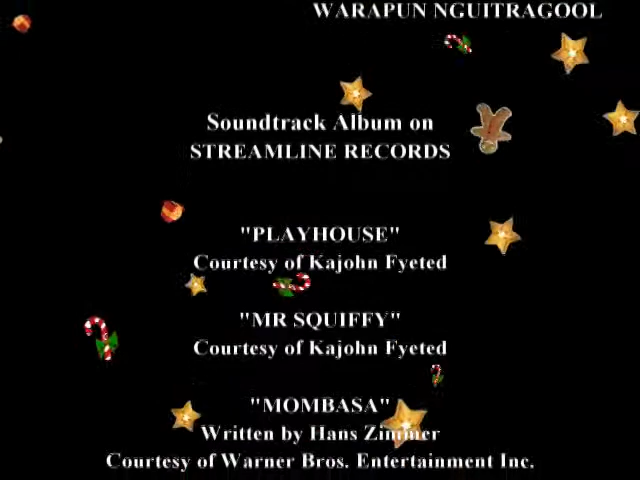 WARAPUN NGUITRAGOOL
Soundtrack Album on
STREAMLINE RECORDS
"PLAYHOUSE"
Courtesy of Kajohn Fyeted
"MR SQUIFFY"
Courtesy of Kajohn Fyeted
"MOMBASA"
Written by Hans Zimmer
Courtesy of Warner Bros. Entertainment Inc.